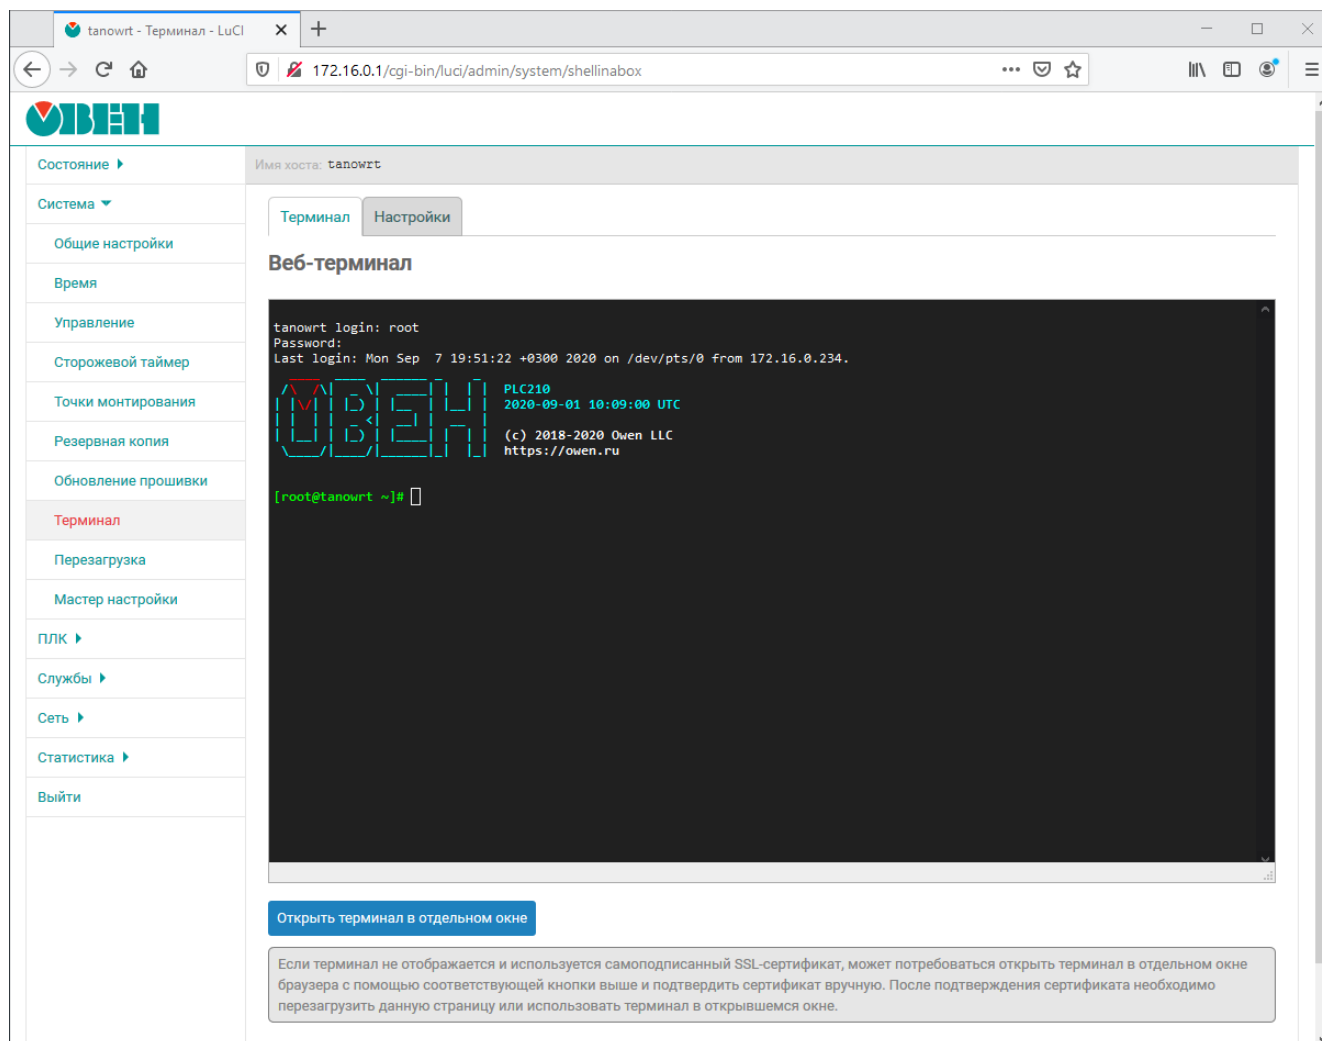 tanowrt - Терминал - LuCI
172.16.0.1/cgi-bin/luci/admin/system/shellinabox
ОВЕН
Состояние
Имя хоста: tanowrt
Система
Общие настройки
Время
Управление
Сторожевой таймер
Точки монтирования
Резервная копия
Обновление прошивки
Терминал
Перезагрузка
Мастер настройки
ПЛК
Службы
Сеть
Статистика
Выйти
Терминал
Настройки
Веб-терминал
tanowrt login: root
Password:
Last login: Mon Sep  7 19:51:22 +0300 2020 on /dev/pts/0 from 172.16.0.234.
ОВЕН
PLC210
2020-09-01 10:09:00 UTC
(c) 2018-2020 Owen LLC
https://owen.ru
[root@tanowrt ~]#
Открыть терминал в отдельном окне
Если терминал не отображается и используется самоподписанный SSL-сертификат, может потребоваться открыть терминал в отдельном окне
браузера с помощью соответствующей кнопки выше и подтвердить сертификат вручную. После подтверждения сертификата необходимо
перезагрузить данную страницу или использовать терминал в открывшемся окне.